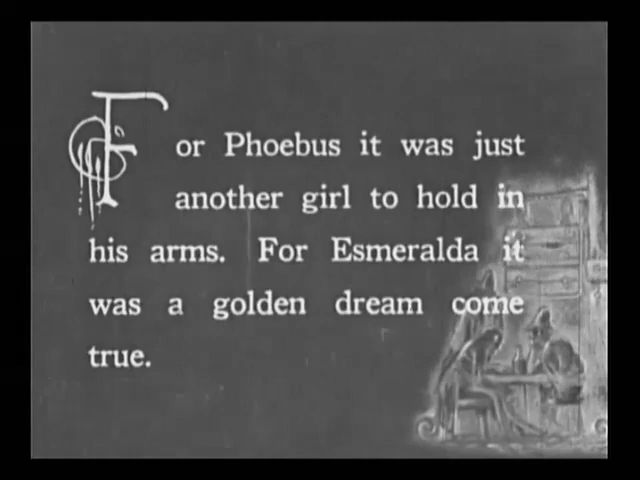 For Phoebus it was just
another girl to hold in
his arms. For Esmeralda it
was a golden dream come
true.